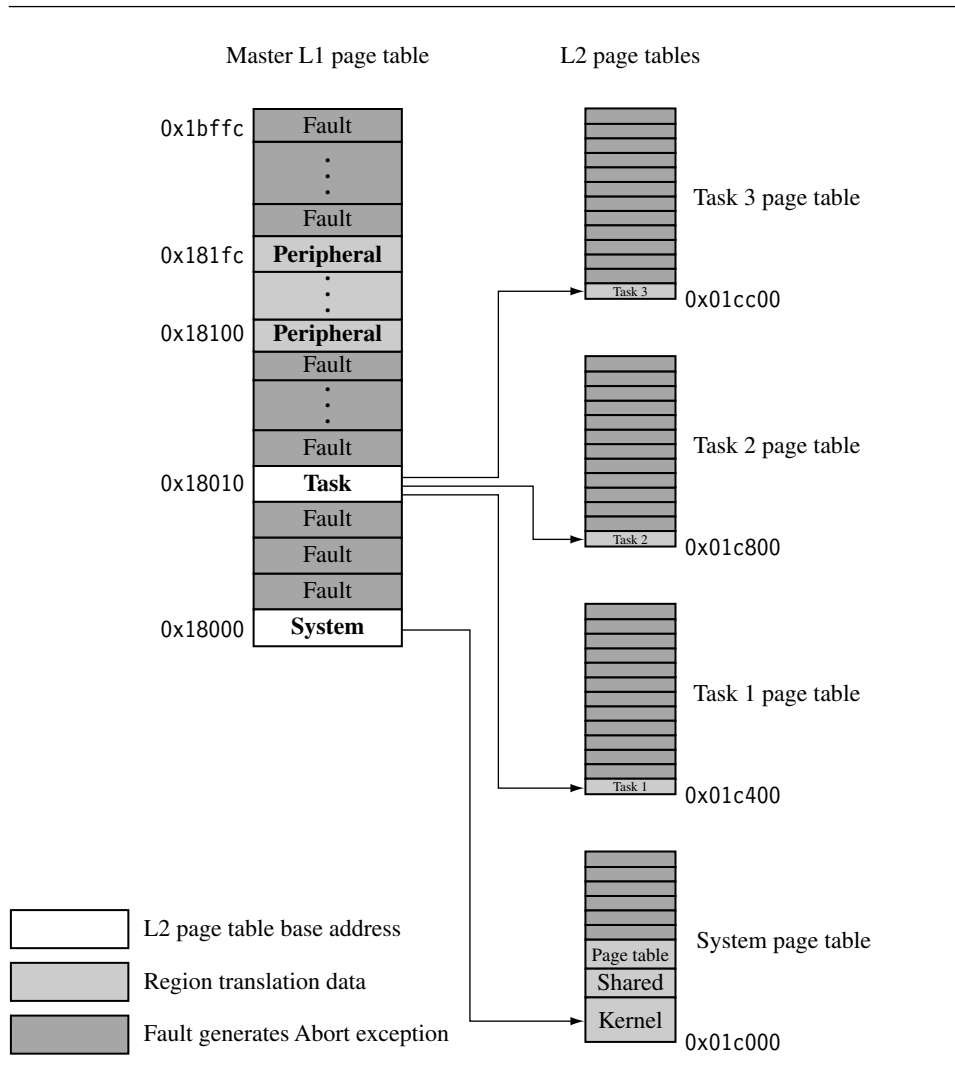 Master L1 page table
L2 page tables
0x1bffc
Fault
Fault
0x181fc
Peripheral
0x18100
Peripheral
Fault
Fault
0x18010
Task
Fault
Fault
Fault
0x18000
System
Task 3 page table
Task 3
0x01cc00
Task 2 page table
Task 2
0x01c800
Task 1 page table
Task 1
0x01c400
System page table
Page table
Shared
Kernel
0x01c000
L2 page table base address
Region translation data
Fault generates Abort exception